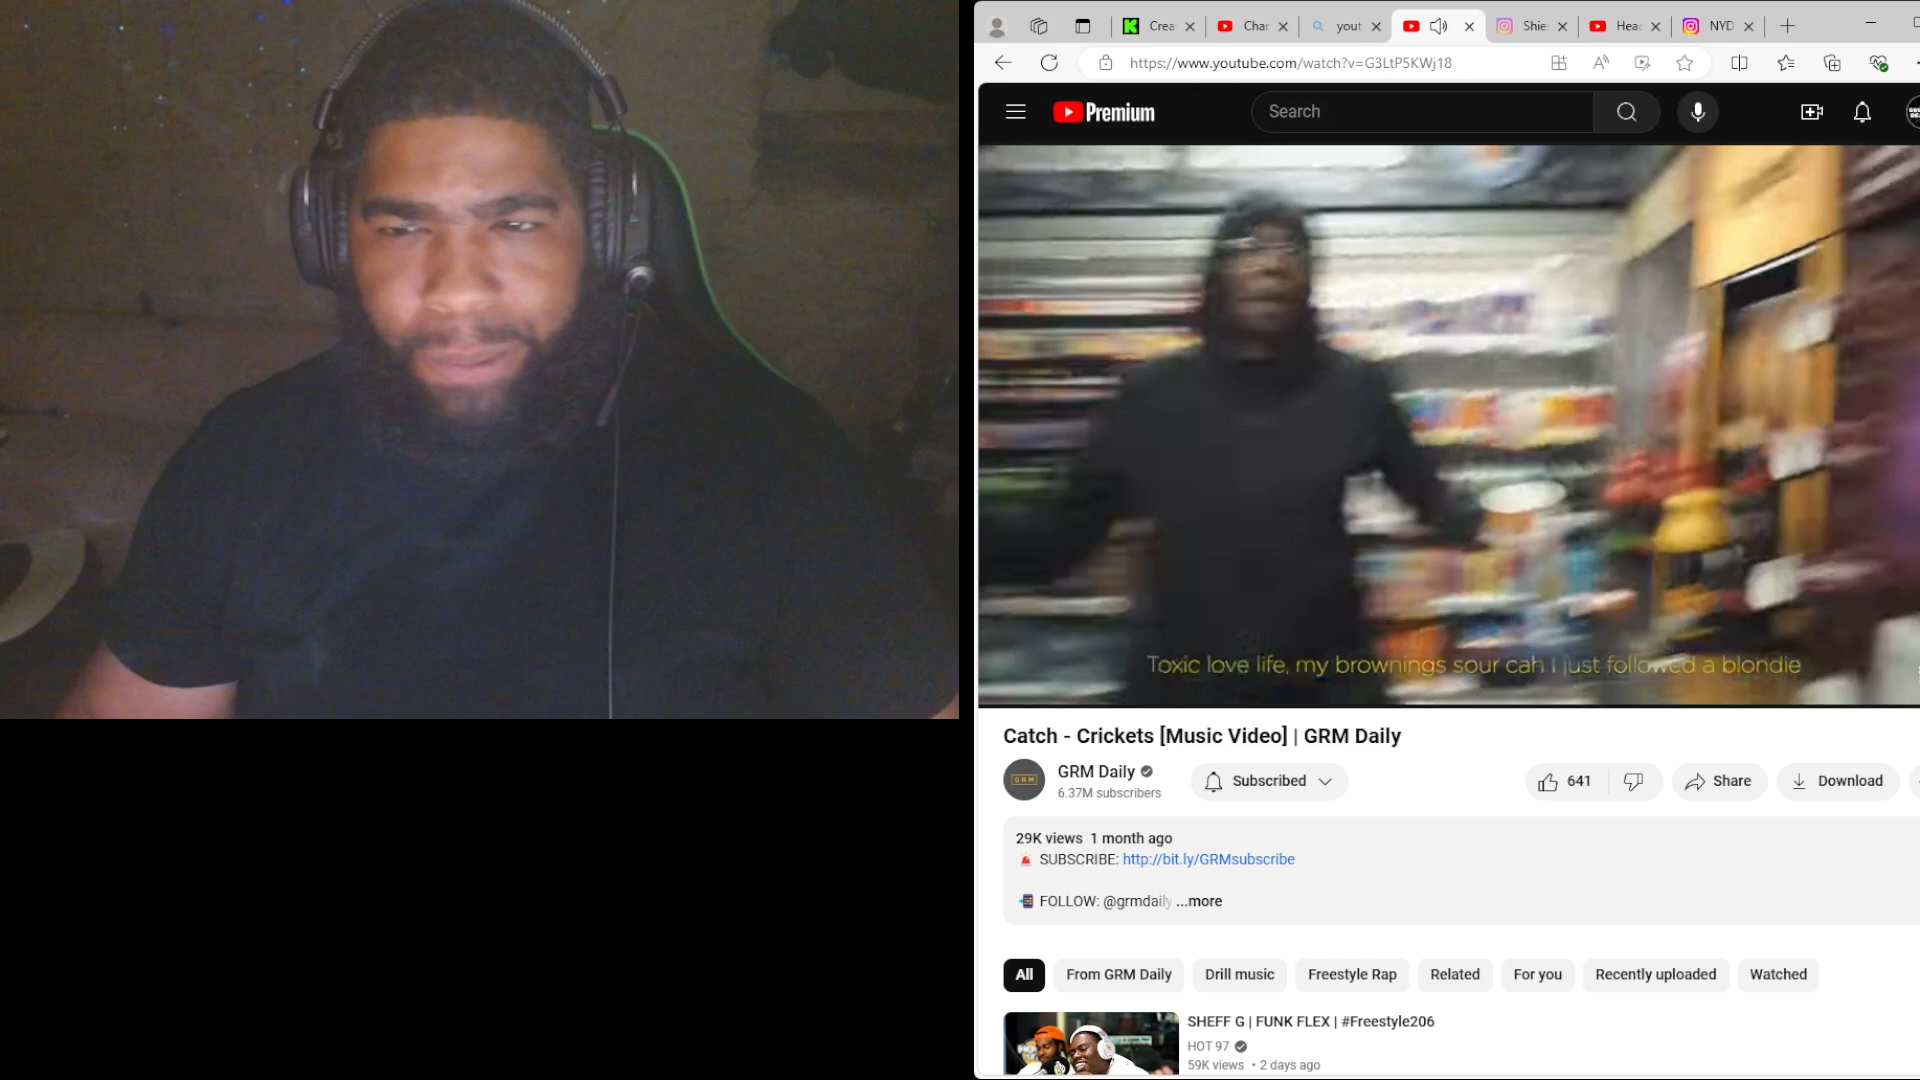 Crea
Char
yout
Shie
Hea
NYD
https://www.youtube.com/watch?v=G3LtP5KWj18
Premium
Search
Toxic love life, my brownings sour cah I just followed a blondie
Catch - Crickets [Music Video] | GRM Daily
GRM
GRM Daily
6.37M subscribers
Subscribed
641
Share
Download
29K views 1 month ago
SUBSCRIBE: http://bit.ly/GRMsubscribe
FOLLOW: @grmdaily ...more
All
From GRM Daily
Drill music
Freestyle Rap
Related
For you
Recently uploaded
Watched
SHEFF G | FUNK FLEX | #Freestyle206
HOT 97
59K views • 2 days ago